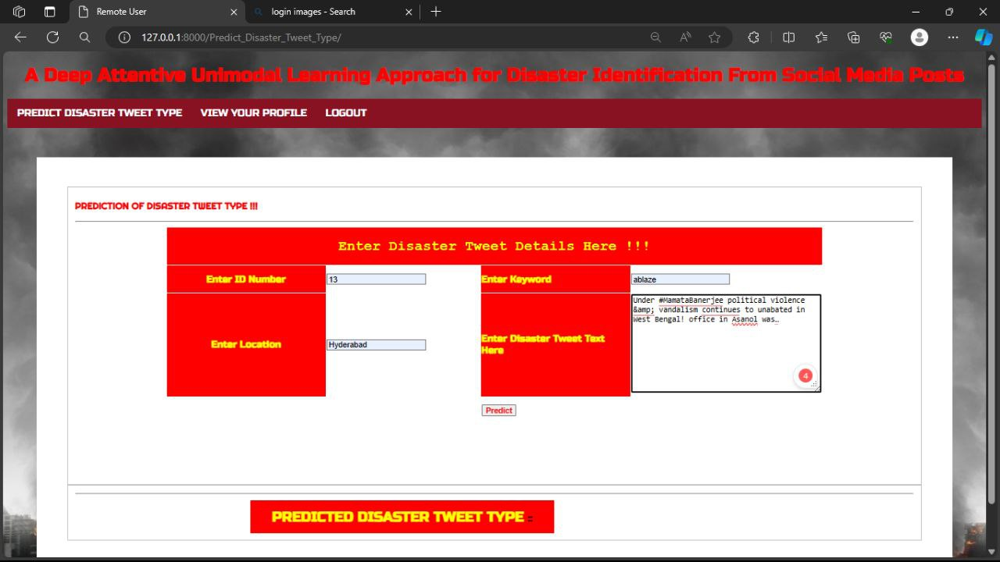 Remote User
login images - Search
127.0.0.1:8000/Predict_Disaster_Tweet_Type/
A Deep Attentive Unimodal Learning Approach for Disaster Identification From Social Media Posts
PREDICT DISASTER TWEET TYPE VIEW YOUR PROFILE LOGOUT
PREDICTION OF DISASTER TWEET TYPE !!!
Enter Disaster Tweet Details Here !!!
Enter ID Number 13 Enter Keyword ablaze
Enter Location Hyderabad
Enter Disaster Tweet Text
Here
Under #MamataBanerjee political violence
&amp; vandalism continues to unabated in
West Bengal! office in Asanol was…
4
Predict
PREDICTED DISASTER TWEET TYPE =